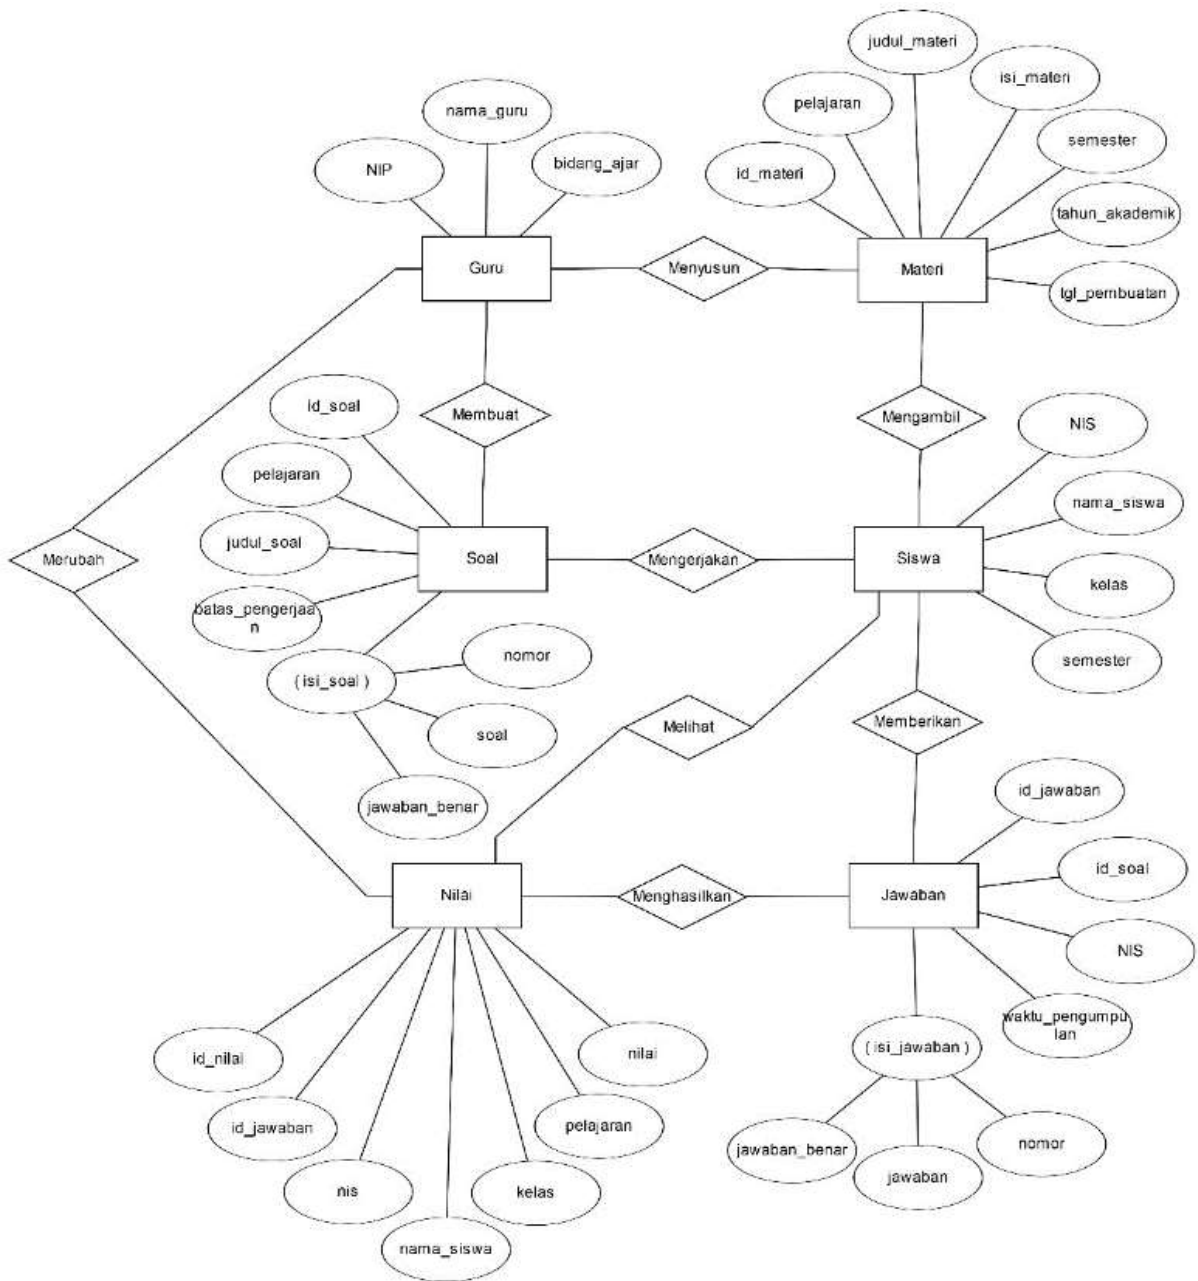 judul_materi
isi_materi
pelajaran
nama_guru
semester
bidang_ajar
NIP
id_materi
tahun_akademik
Guru
Menyusun
Materi
tgl_pembuatan
id_soal
Membuat
Mengambil
NIS
pelajaran
nama_siswa
judul_soal
Merubah
Soal
Mengerjakan
Siswa
kelas
batas_pengerjaa
n
nomor
semester
( isi_soal )
soal
Melihat
Memberikan
jawaban_benar
id_jawaban
id_soal
Nilai
Menghasilkan
Jawaban
NIS
waktu_pengumpu
lan
id_nilai
nilai
( isi_jawaban )
id_jawaban
pelajaran
jawaban_benar
jawaban
nomor
nis
kelas
nama_siswa